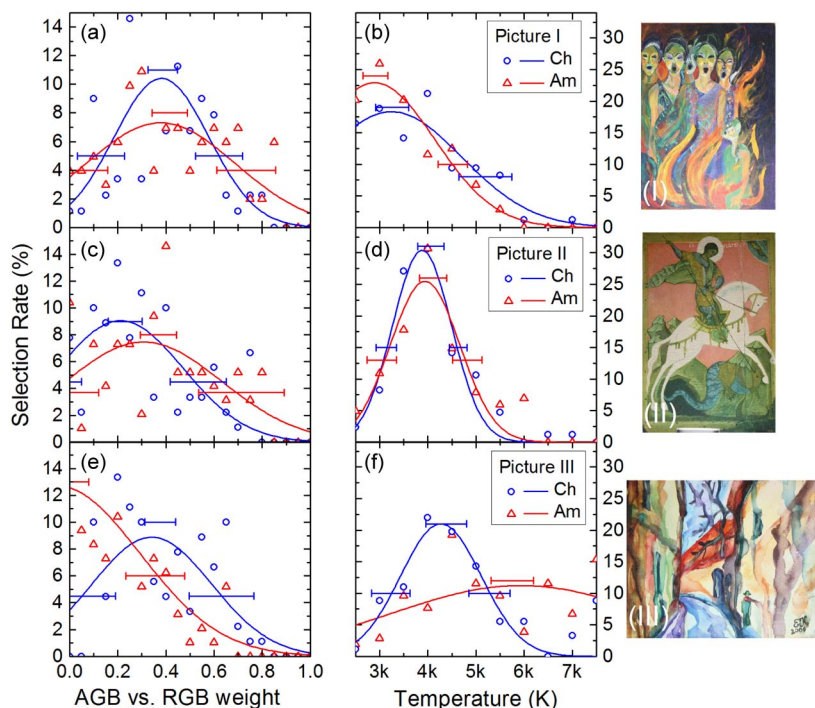 (a)
14
12
10
8
6
4
2
0
(b)
Picture I
Ch
Am
30
25
20
15
10
5
0
(I)
(c)
14
12
10
8
6
4
2
0
(d)
Picture II
Ch
Am
30
25
20
15
10
5
0
(II)
(e)
14
12
10
8
6
4
2
0
(f)
Picture III
Ch
Am
30
25
20
15
10
5
0
(III)
2004
Selection Rate (%)
0.0 0.2 0.4 0.6 0.8 1.0
AGB vs. RGB weight
3k 4k 5k 6k 7k
Temperature (K)